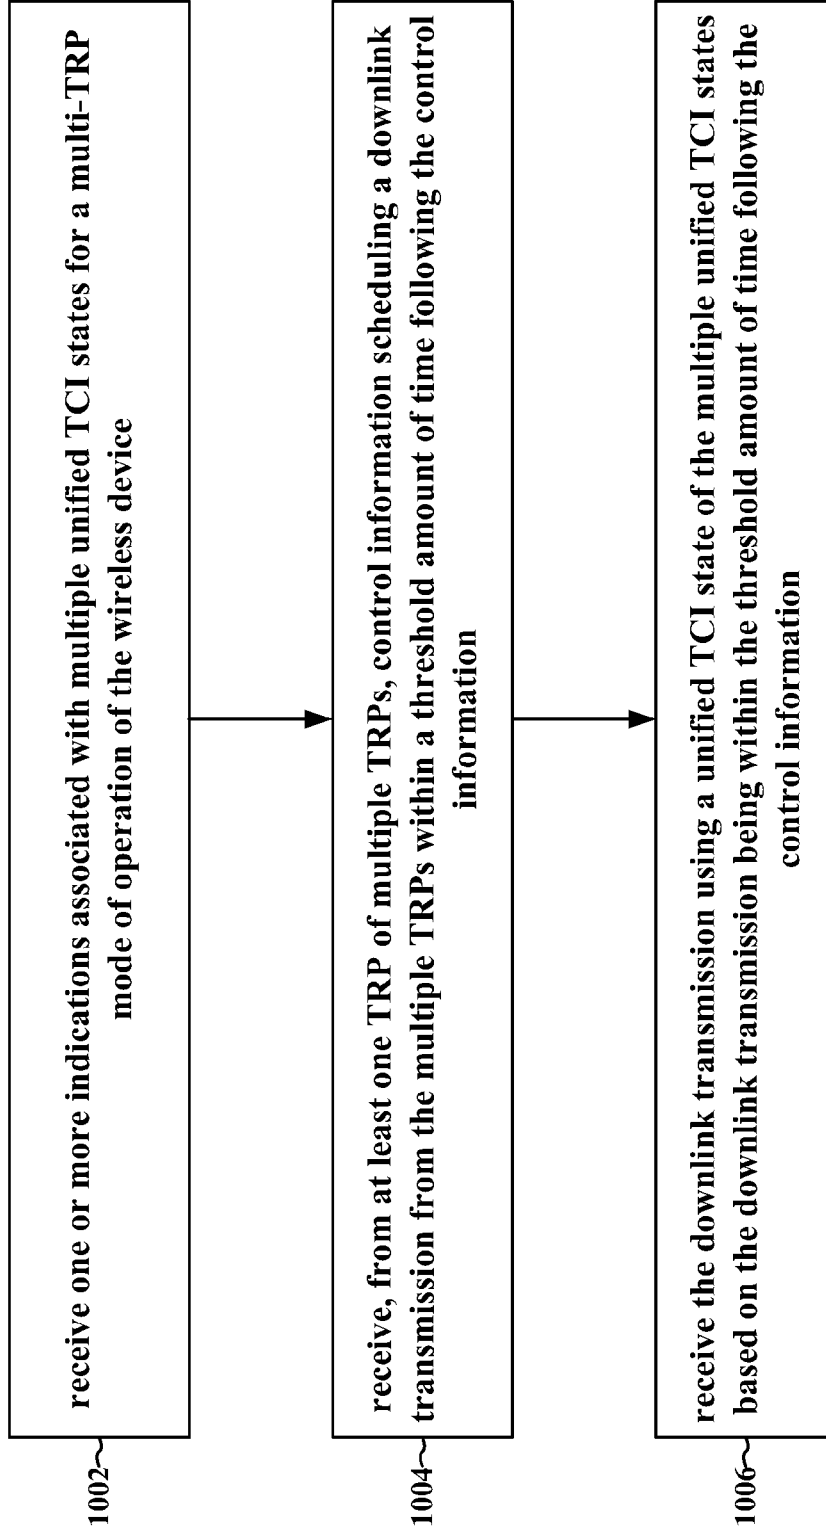 1002
receive one or more indications associated with multiple unified TCI states for a multi-TRP
mode of operation of the wireless device
1004
receive, from at least one TRP of multiple TRPs, control information scheduling a downlink
transmission from the multiple TRPs within a threshold amount of time following the control
information
1006
receive the downlink transmission using a unified TCI state of the multiple unified TCI states
based on the downlink transmission being within the threshold amount of time following the
control information